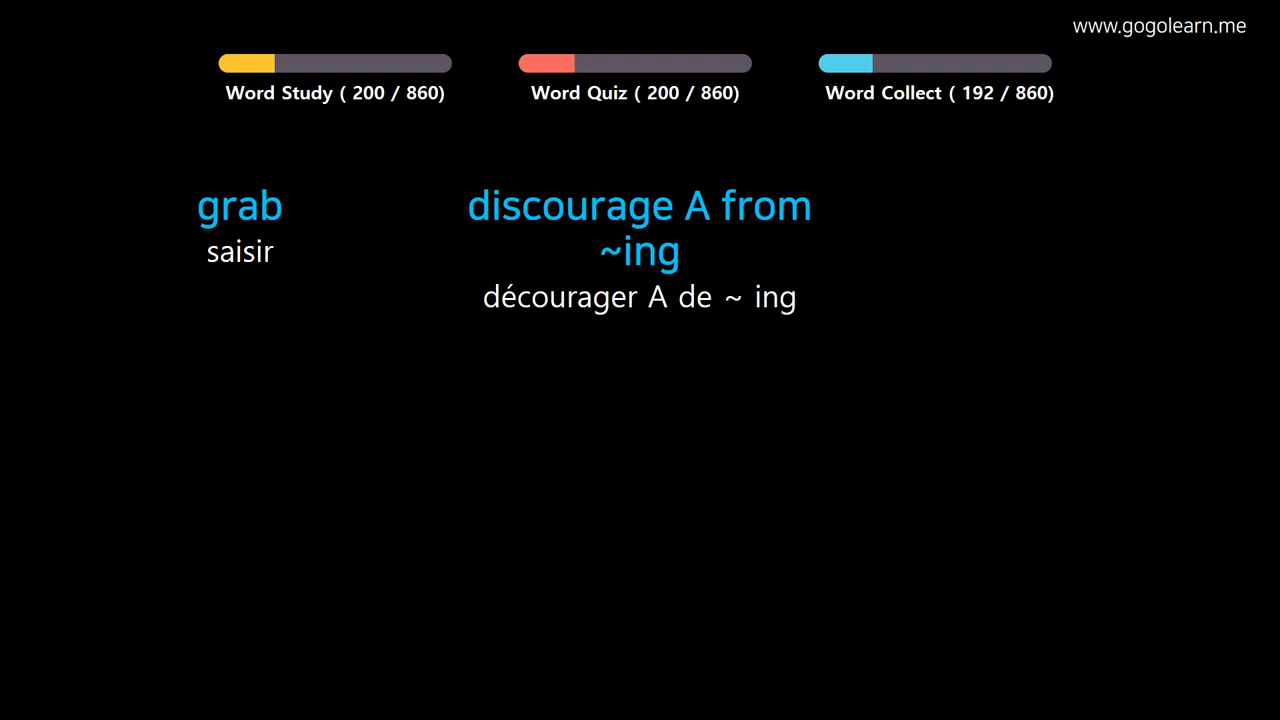 www.gogolearn.me
Word Study ( 200 / 860)
Word Quiz ( 200 / 860)
Word Collect ( 192 / 860)
grab
saisir
discourage A from
~ing
décourager A de ~ ing